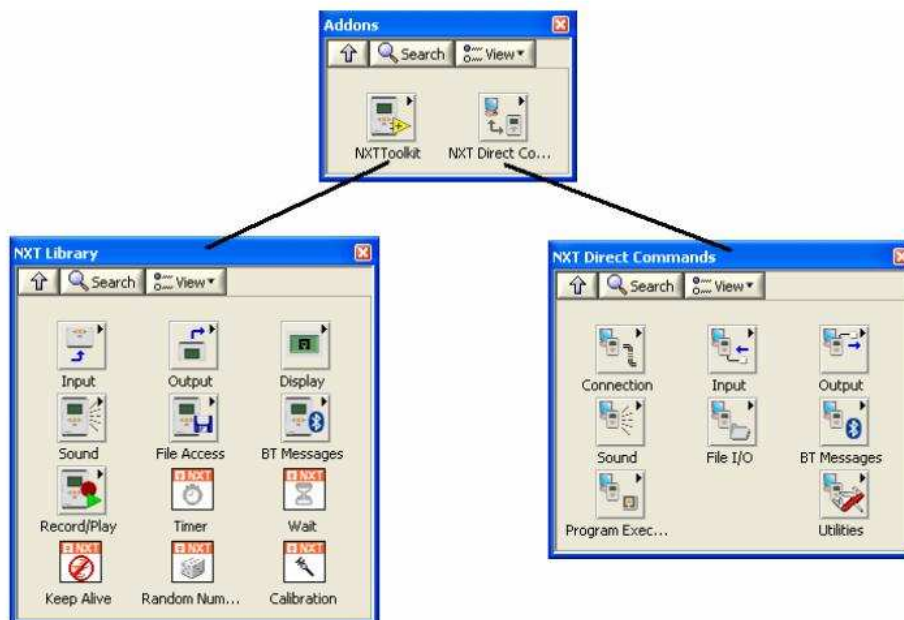 Addons
Search View
NXTToolkit NXT Direct Co...
NXT Library
Search View
Input Output Display
Sound File Access BT Messages
NXT NXT
Record/Play Timer Wait
NXT NXT NXT
Keep Alive Random Num... Calibration
NXT Direct Commands
Search View
Connection Input Output
Sound File I/O BT Messages
Program Exec... Utilities